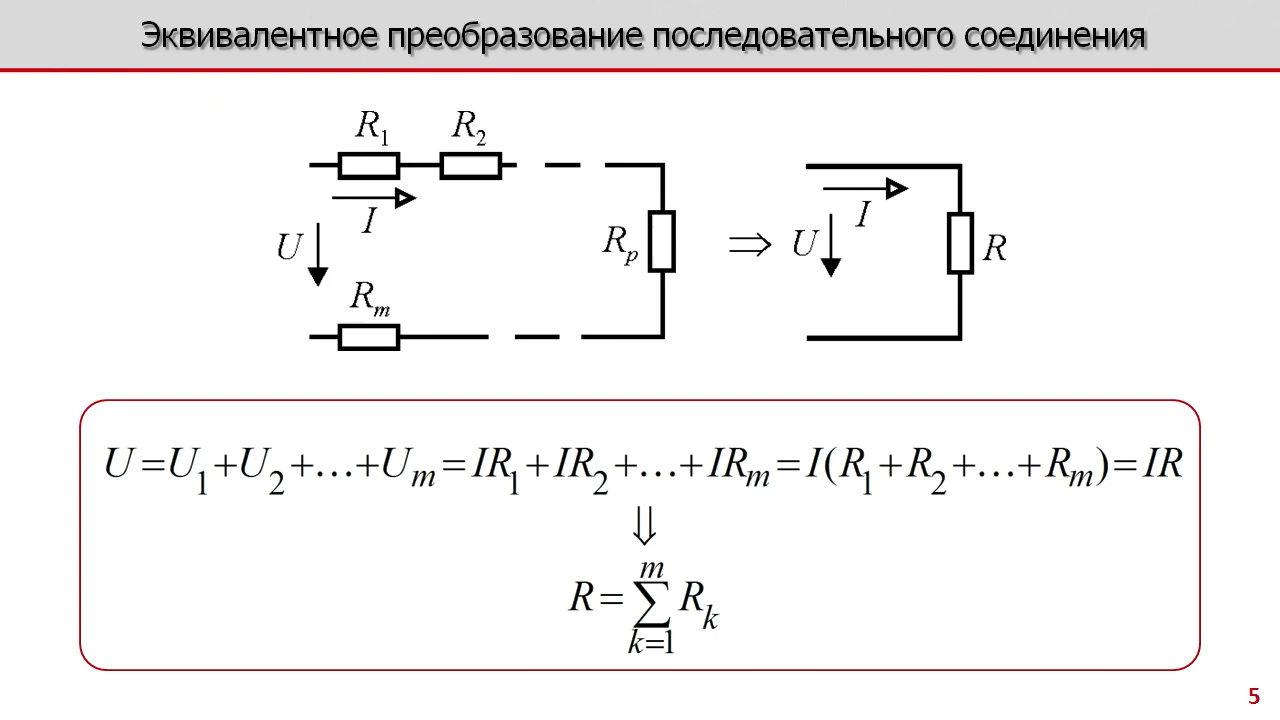 Эквивалентное преобразование последовательного соединения
R₁ R₂
I
U
Rₚ
Rₘ
⇒
I
U
R
U=U₁+U₂+…+Uₘ=IR₁+IR₂+…+IRₘ=I(R₁+R₂+…+Rₘ)=IR
⇓
m
R=∑Rₖ
k=1
5